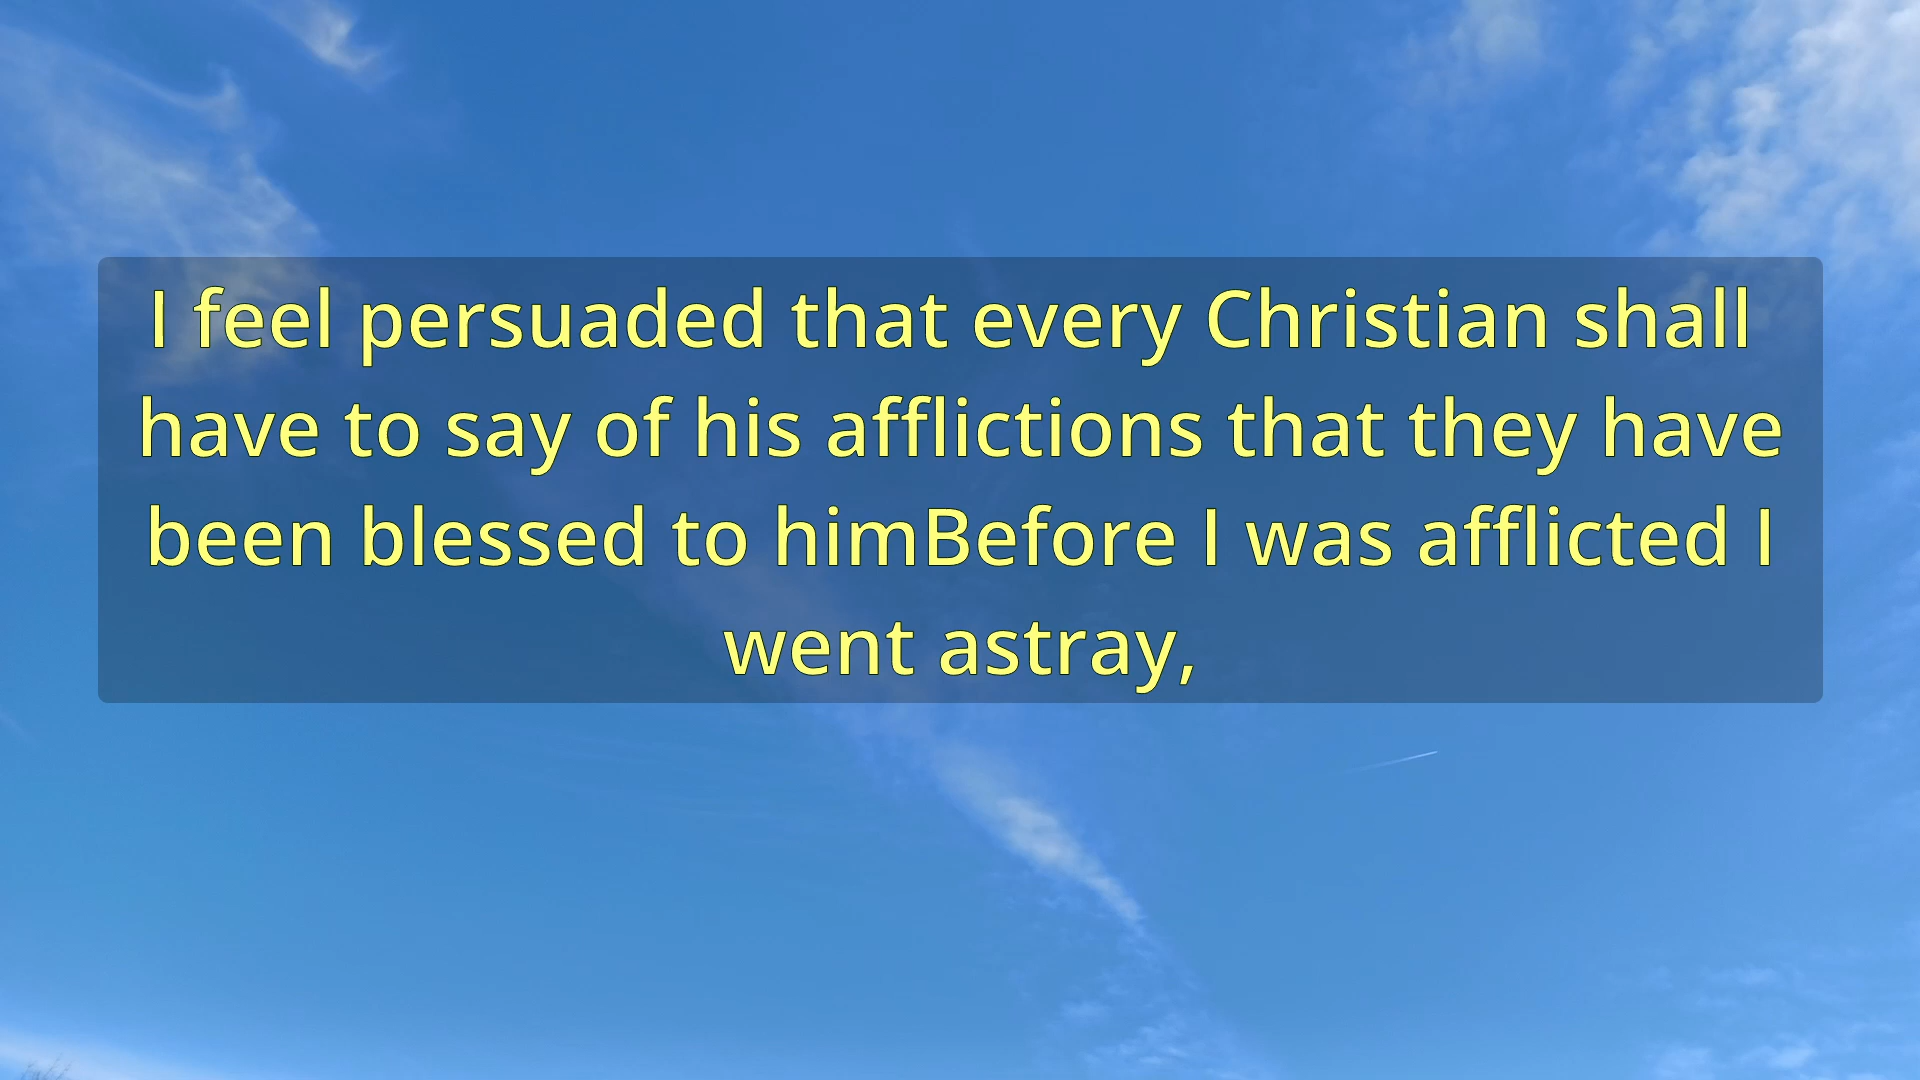 I feel persuaded that every Christian shall
have to say of his afflictions that they have
been blessed to himBefore I was afflicted I
went astray,